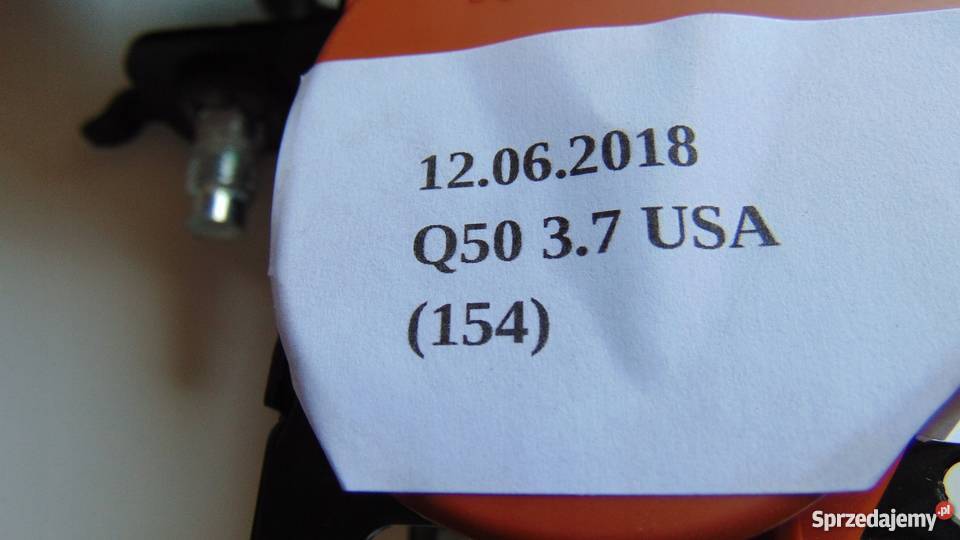 12.06.2018
Q50 3.7 USA
(154)
Sprzedajemy.pl